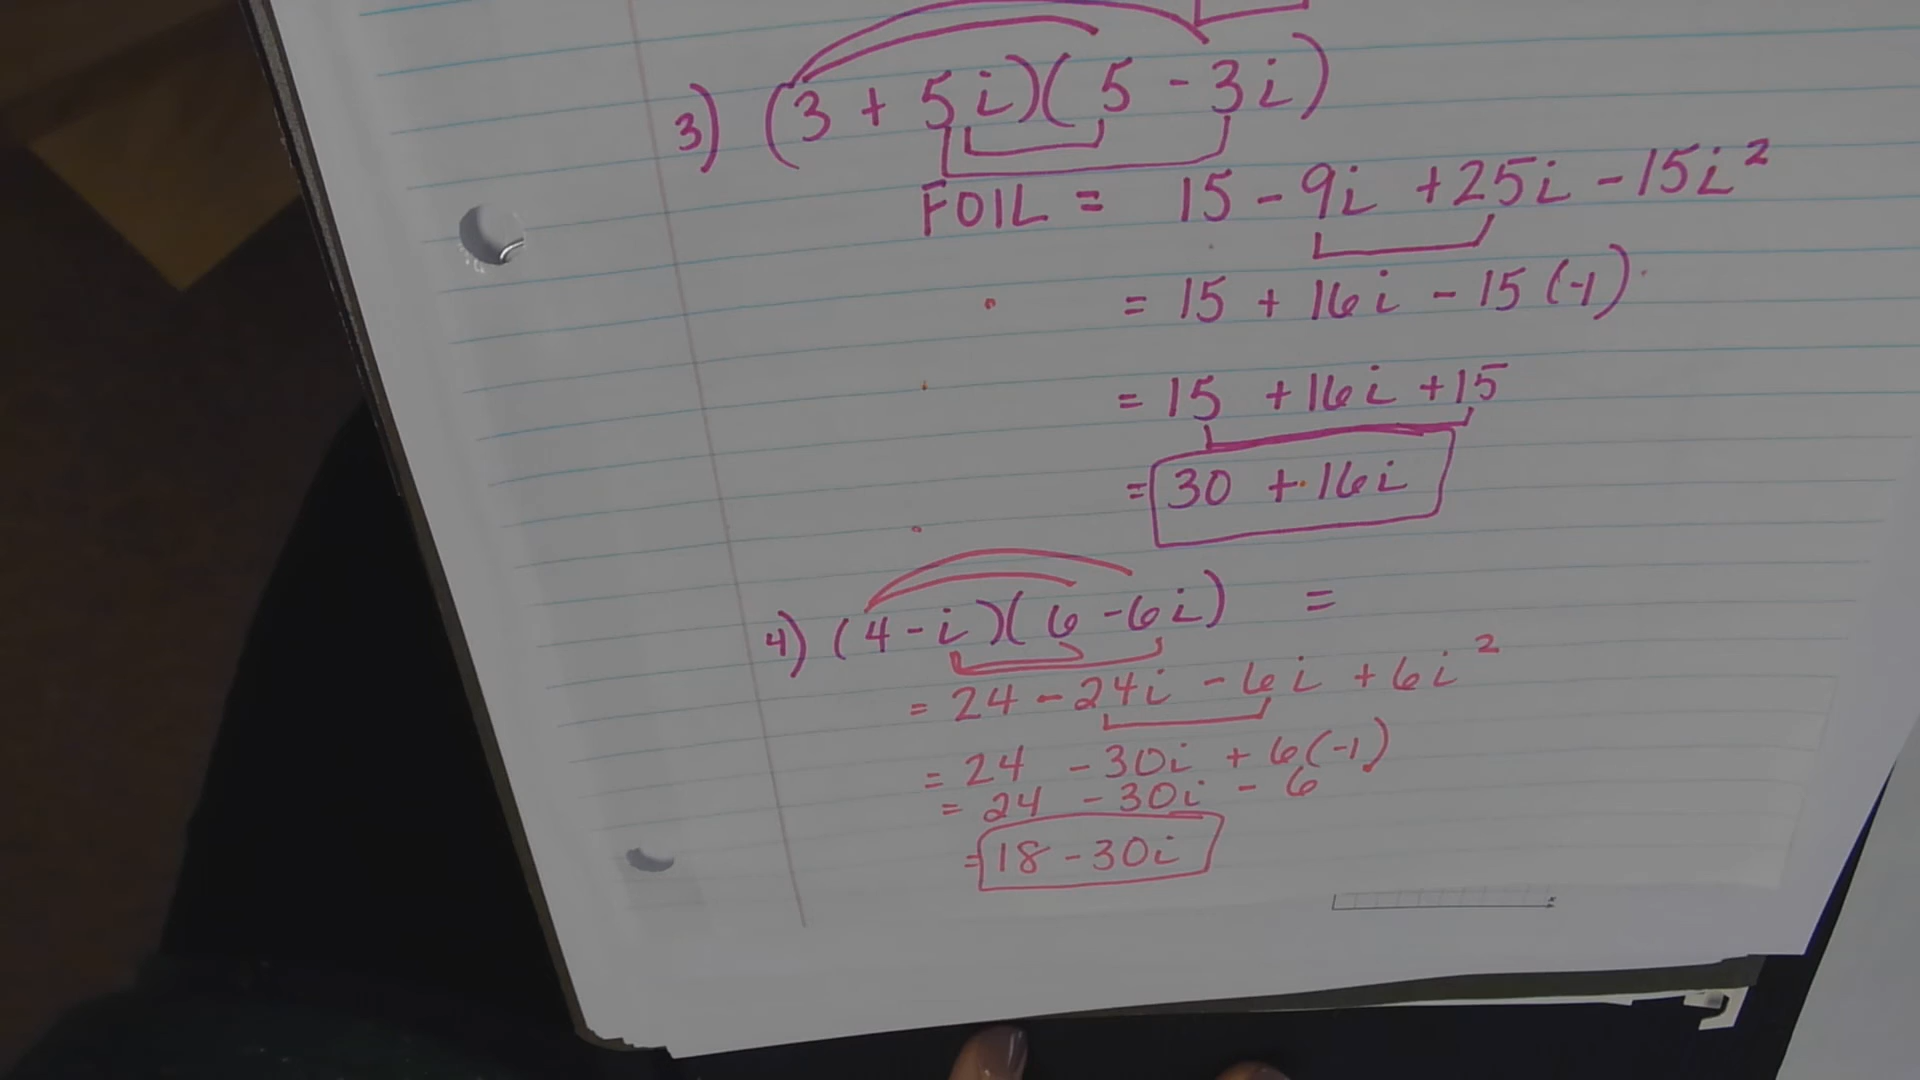 3) (3 + 5i)(5 - 3i)
FOIL = 15 - 9i + 25i - 15i²
= 15 + 16i - 15(-1)
= 15 + 16i + 15
= 30 + 16i
4) (4 - i)(6 - 6i) =
= 24 - 24i - 6i + 6i²
= 24 - 30i + 6(-1)
= 24 - 30i - 6
= 18 - 30i